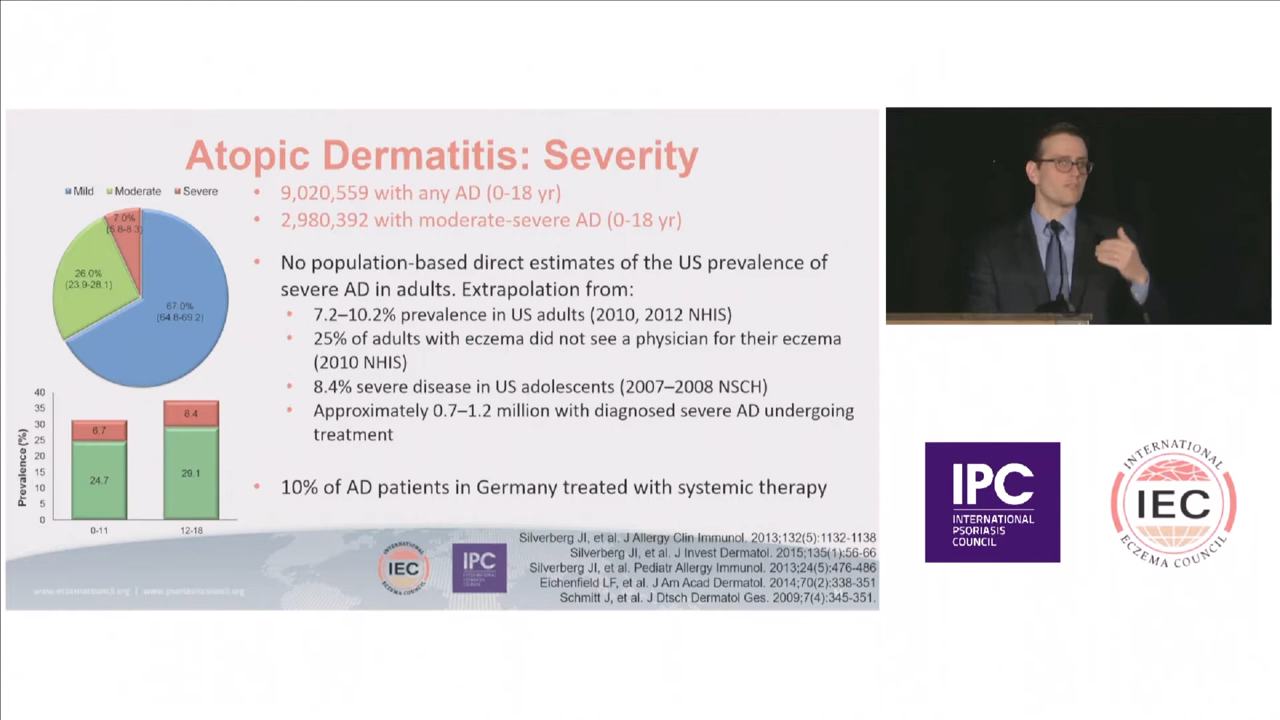 Atopic Dermatitis: Severity
Mild Moderate Severe
7.0%
(5.8-8.3)
26.0%
(23.9-28.1)
67.0%
(64.8-69.2)
• 9,020,559 with any AD (0-18 yr)
• 2,980,392 with moderate-severe AD (0-18 yr)
• No population-based direct estimates of the US prevalence of
severe AD in adults. Extrapolation from:
• 7.2–10.2% prevalence in US adults (2010, 2012 NHIS)
• 25% of adults with eczema did not see a physician for their eczema
(2010 NHIS)
• 8.4% severe disease in US adolescents (2007–2008 NSCH)
• Approximately 0.7–1.2 million with diagnosed severe AD undergoing
treatment
• 10% of AD patients in Germany treated with systemic therapy
Prevalence (%)
40
35
30
25
20
15
10
5
0
6.7
24.7
8.4
29.1
0-11 12-18
Silverberg JI, et al. J Allergy Clin Immunol. 2013;132(5):1132-1138
Silverberg JI, et al. J Invest Dermatol. 2015;135(1):56-66
Silverberg JI, et al. Pediatr Allergy Immunol. 2013;24(5):476-486
Eichenfield LF, et al. J Am Acad Dermatol. 2014;70(2):338-351
Schmitt J, et al. J Dtsch Dermatol Ges. 2009;7(4):345-351.
INTERNATIONAL
IEC
ECZEMA COUNCIL
IPC
IPC
INTERNATIONAL
PSORIASIS
COUNCIL
INTERNATIONAL
IEC
ECZEMA COUNCIL